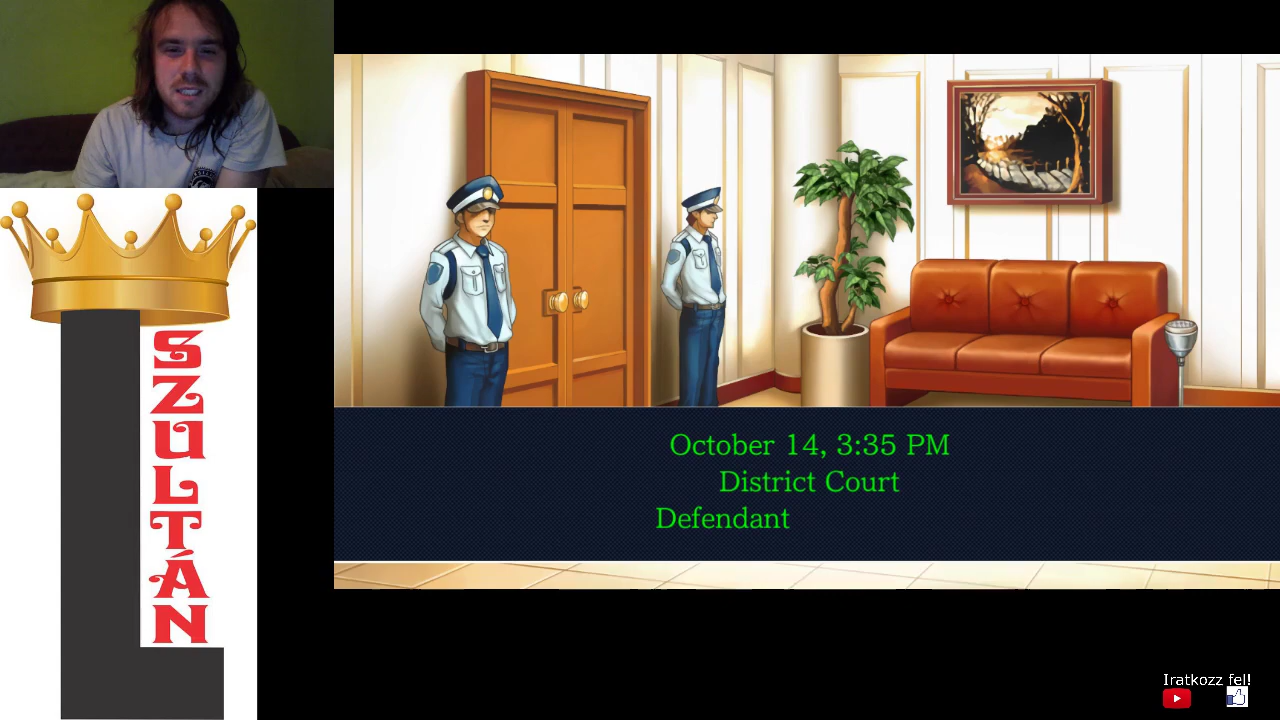 L
SZULTÁN
October 14, 3:35 PM
District Court
Defendant
Iratkozz fel!